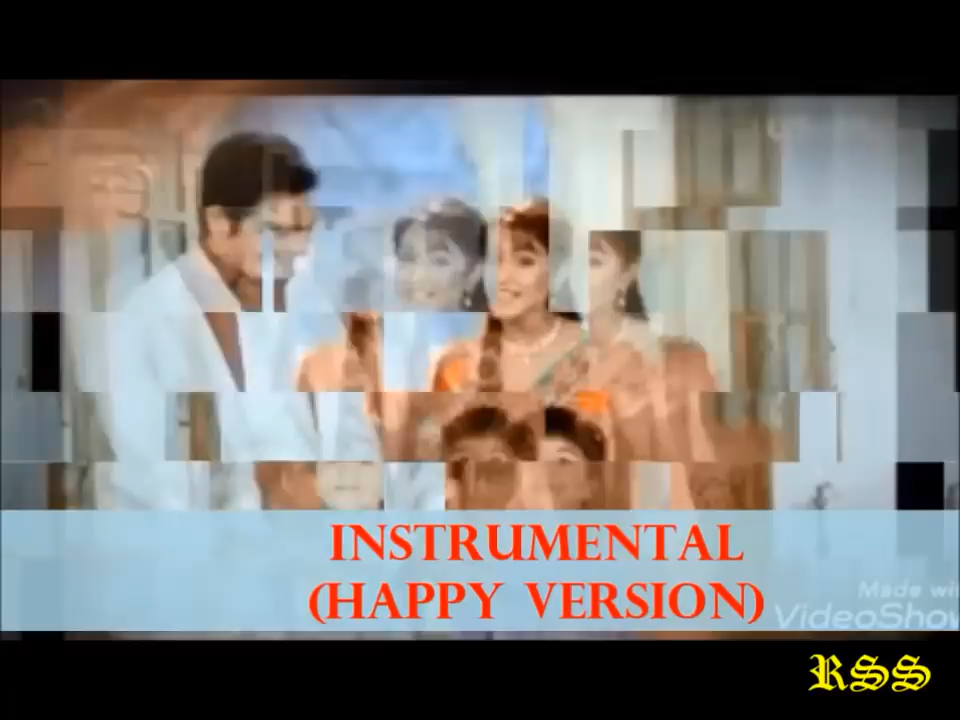 INSTRUMENTAL
(HAPPY VERSION)
Made wi
VideoShow
RSS